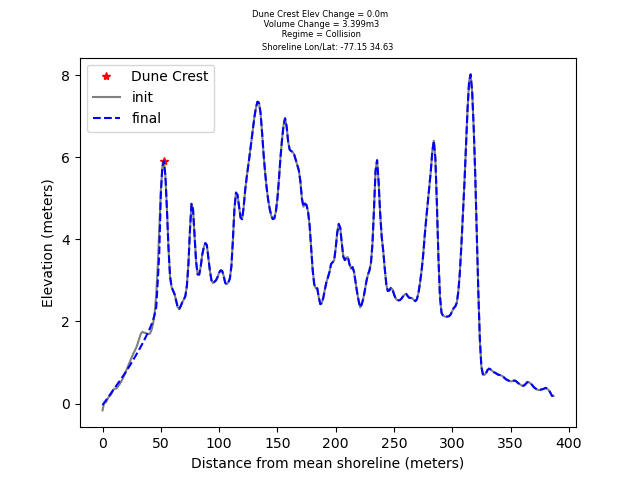 Dune Crest Elev Change = 0.0m
Volume Change = 3.399m3
Regime = Collision
Shoreline Lon/Lat: -77.15 34.63
Dune Crest
init
final
Elevation (meters)
8
6
4
2
0
0 50 100 150 200 250 300 350 400
Distance from mean shoreline (meters)